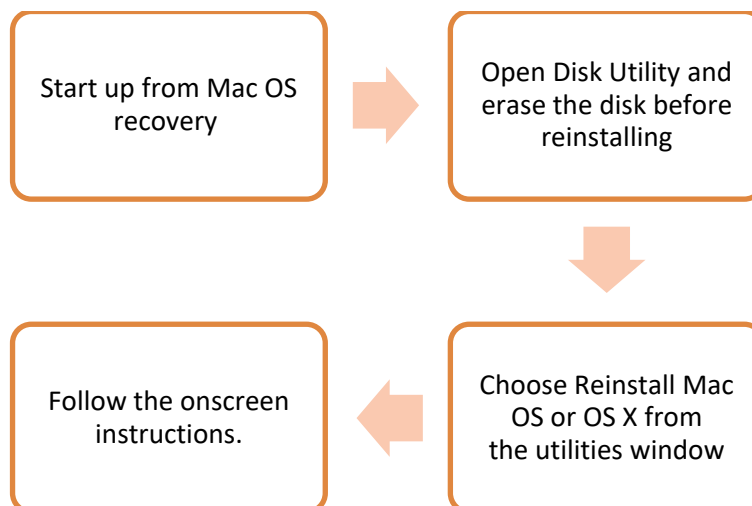 Start up from Mac OS
recovery
Open Disk Utility and
erase the disk before
reinstalling
Choose Reinstall Mac
OS or OS X from
the utilities window
Follow the onscreen
instructions.